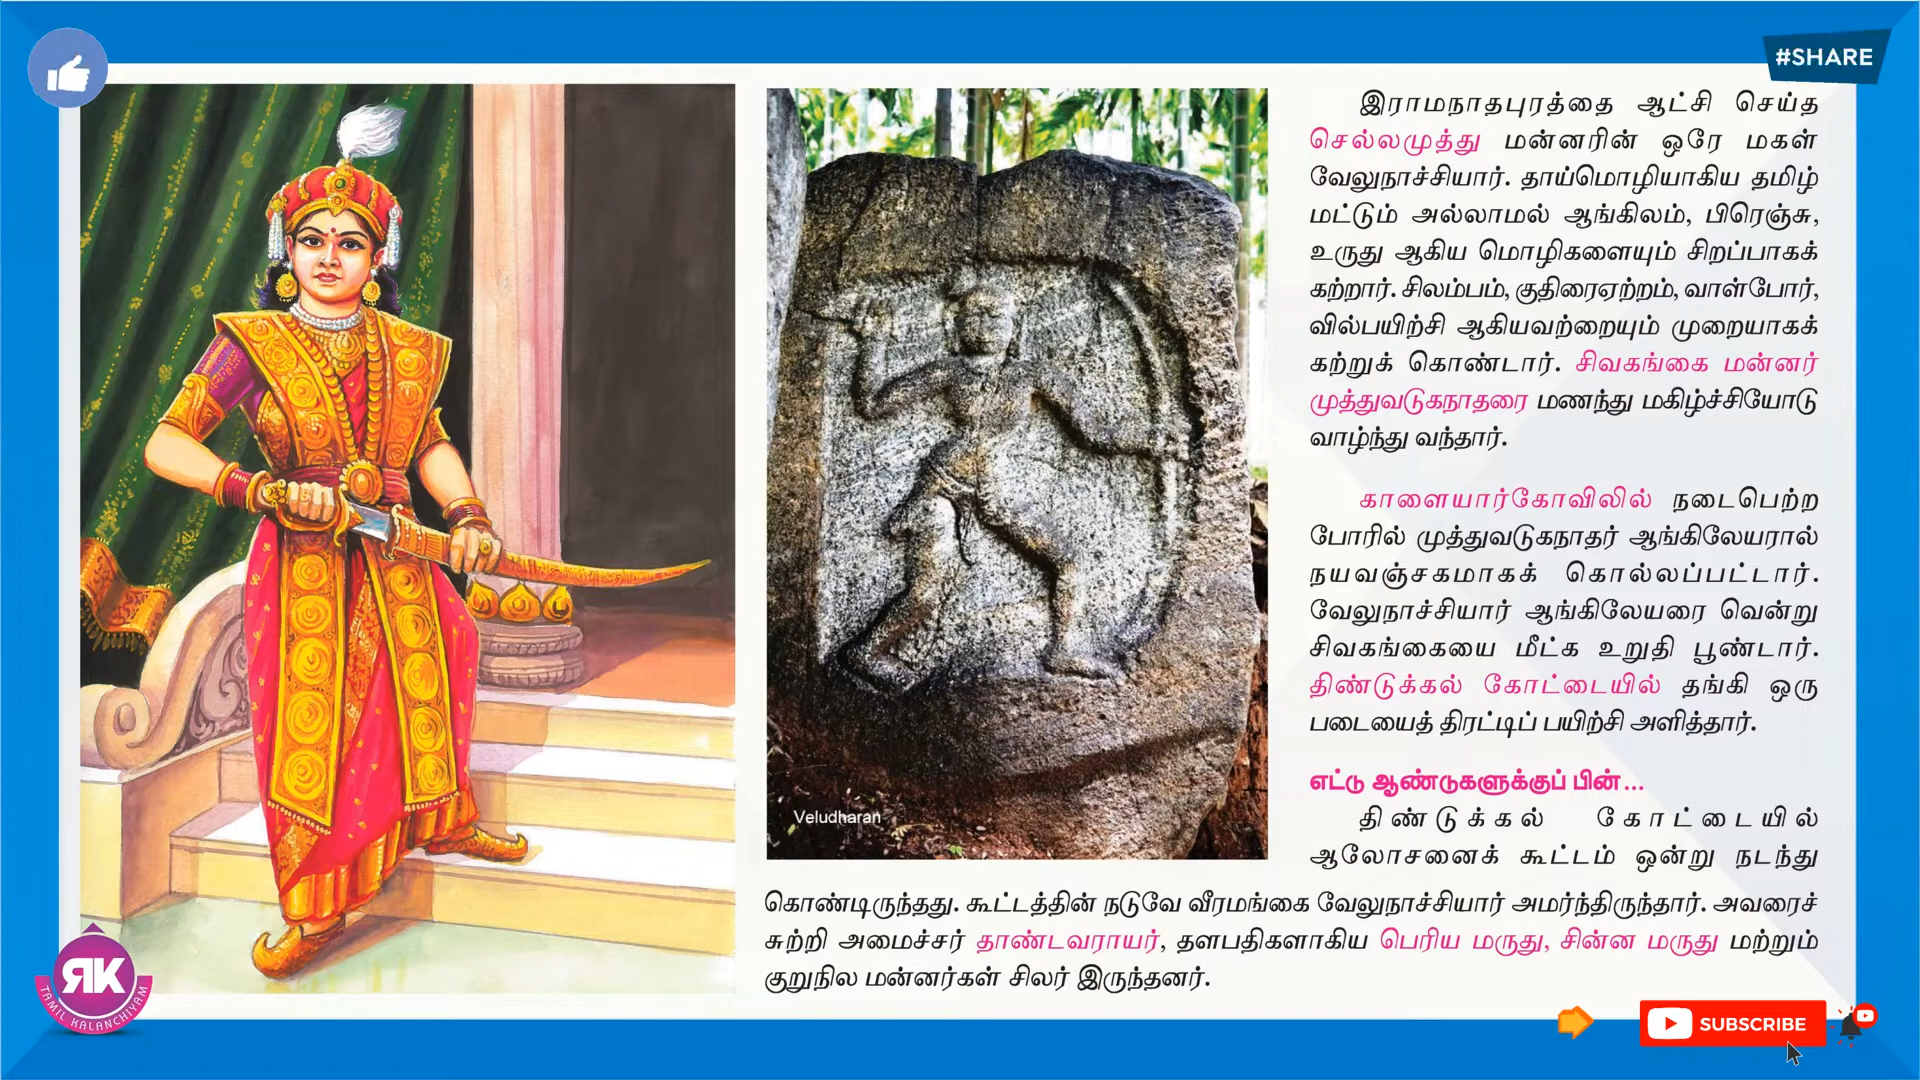 #SHARE
இராமநாதபுரத்தை ஆட்சி செய்த
செல்லமுத்து மன்னரின் ஒரே மகள்
வேலுநாச்சியார். தாய்மொழியாகிய தமிழ்
மட்டும் அல்லாமல் ஆங்கிலம், பிரெஞ்சு,
உருது ஆகிய மொழிகளையும் சிறப்பாகக்
கற்றார். சிலம்பம், குதிரைஏற்றம், வாள்போர்,
வில்பயிற்சி ஆகியவற்றையும் முறையாகக்
கற்றுக் கொண்டார். சிவகங்கை மன்னர்
முத்துவடுகநாதரை மணந்து மகிழ்ச்சியோடு
வாழ்ந்து வந்தார்.
காளையார்கோவிலில் நடைபெற்ற
போரில் முத்துவடுகநாதர் ஆங்கிலேயரால்
நயவஞ்சகமாகக் கொல்லப்பட்டார்.
வேலுநாச்சியார் ஆங்கிலேயரை வென்று
சிவகங்கையை மீட்க உறுதி பூண்டார்.
திண்டுக்கல் கோட்டையில் தங்கி ஒரு
படையைத் திரட்டிப் பயிற்சி அளித்தார்.
எட்டு ஆண்டுகளுக்குப் பின்...
திண்டுக்கல் கோட்டையில்
ஆலோசனைக் கூட்டம் ஒன்று நடந்து
கொண்டிருந்தது. கூட்டத்தின் நடுவே வீரமங்கை வேலுநாச்சியார் அமர்ந்திருந்தார். அவரைச்
சுற்றி அமைச்சர் தாண்டவராயர், தளபதிகளாகிய பெரிய மருது, சின்ன மருது மற்றும்
குறுநில மன்னர்கள் சிலர் இருந்தனர்.
Veludharan
RK
TAMIL KALANCHIYAM
SUBSCRIBE